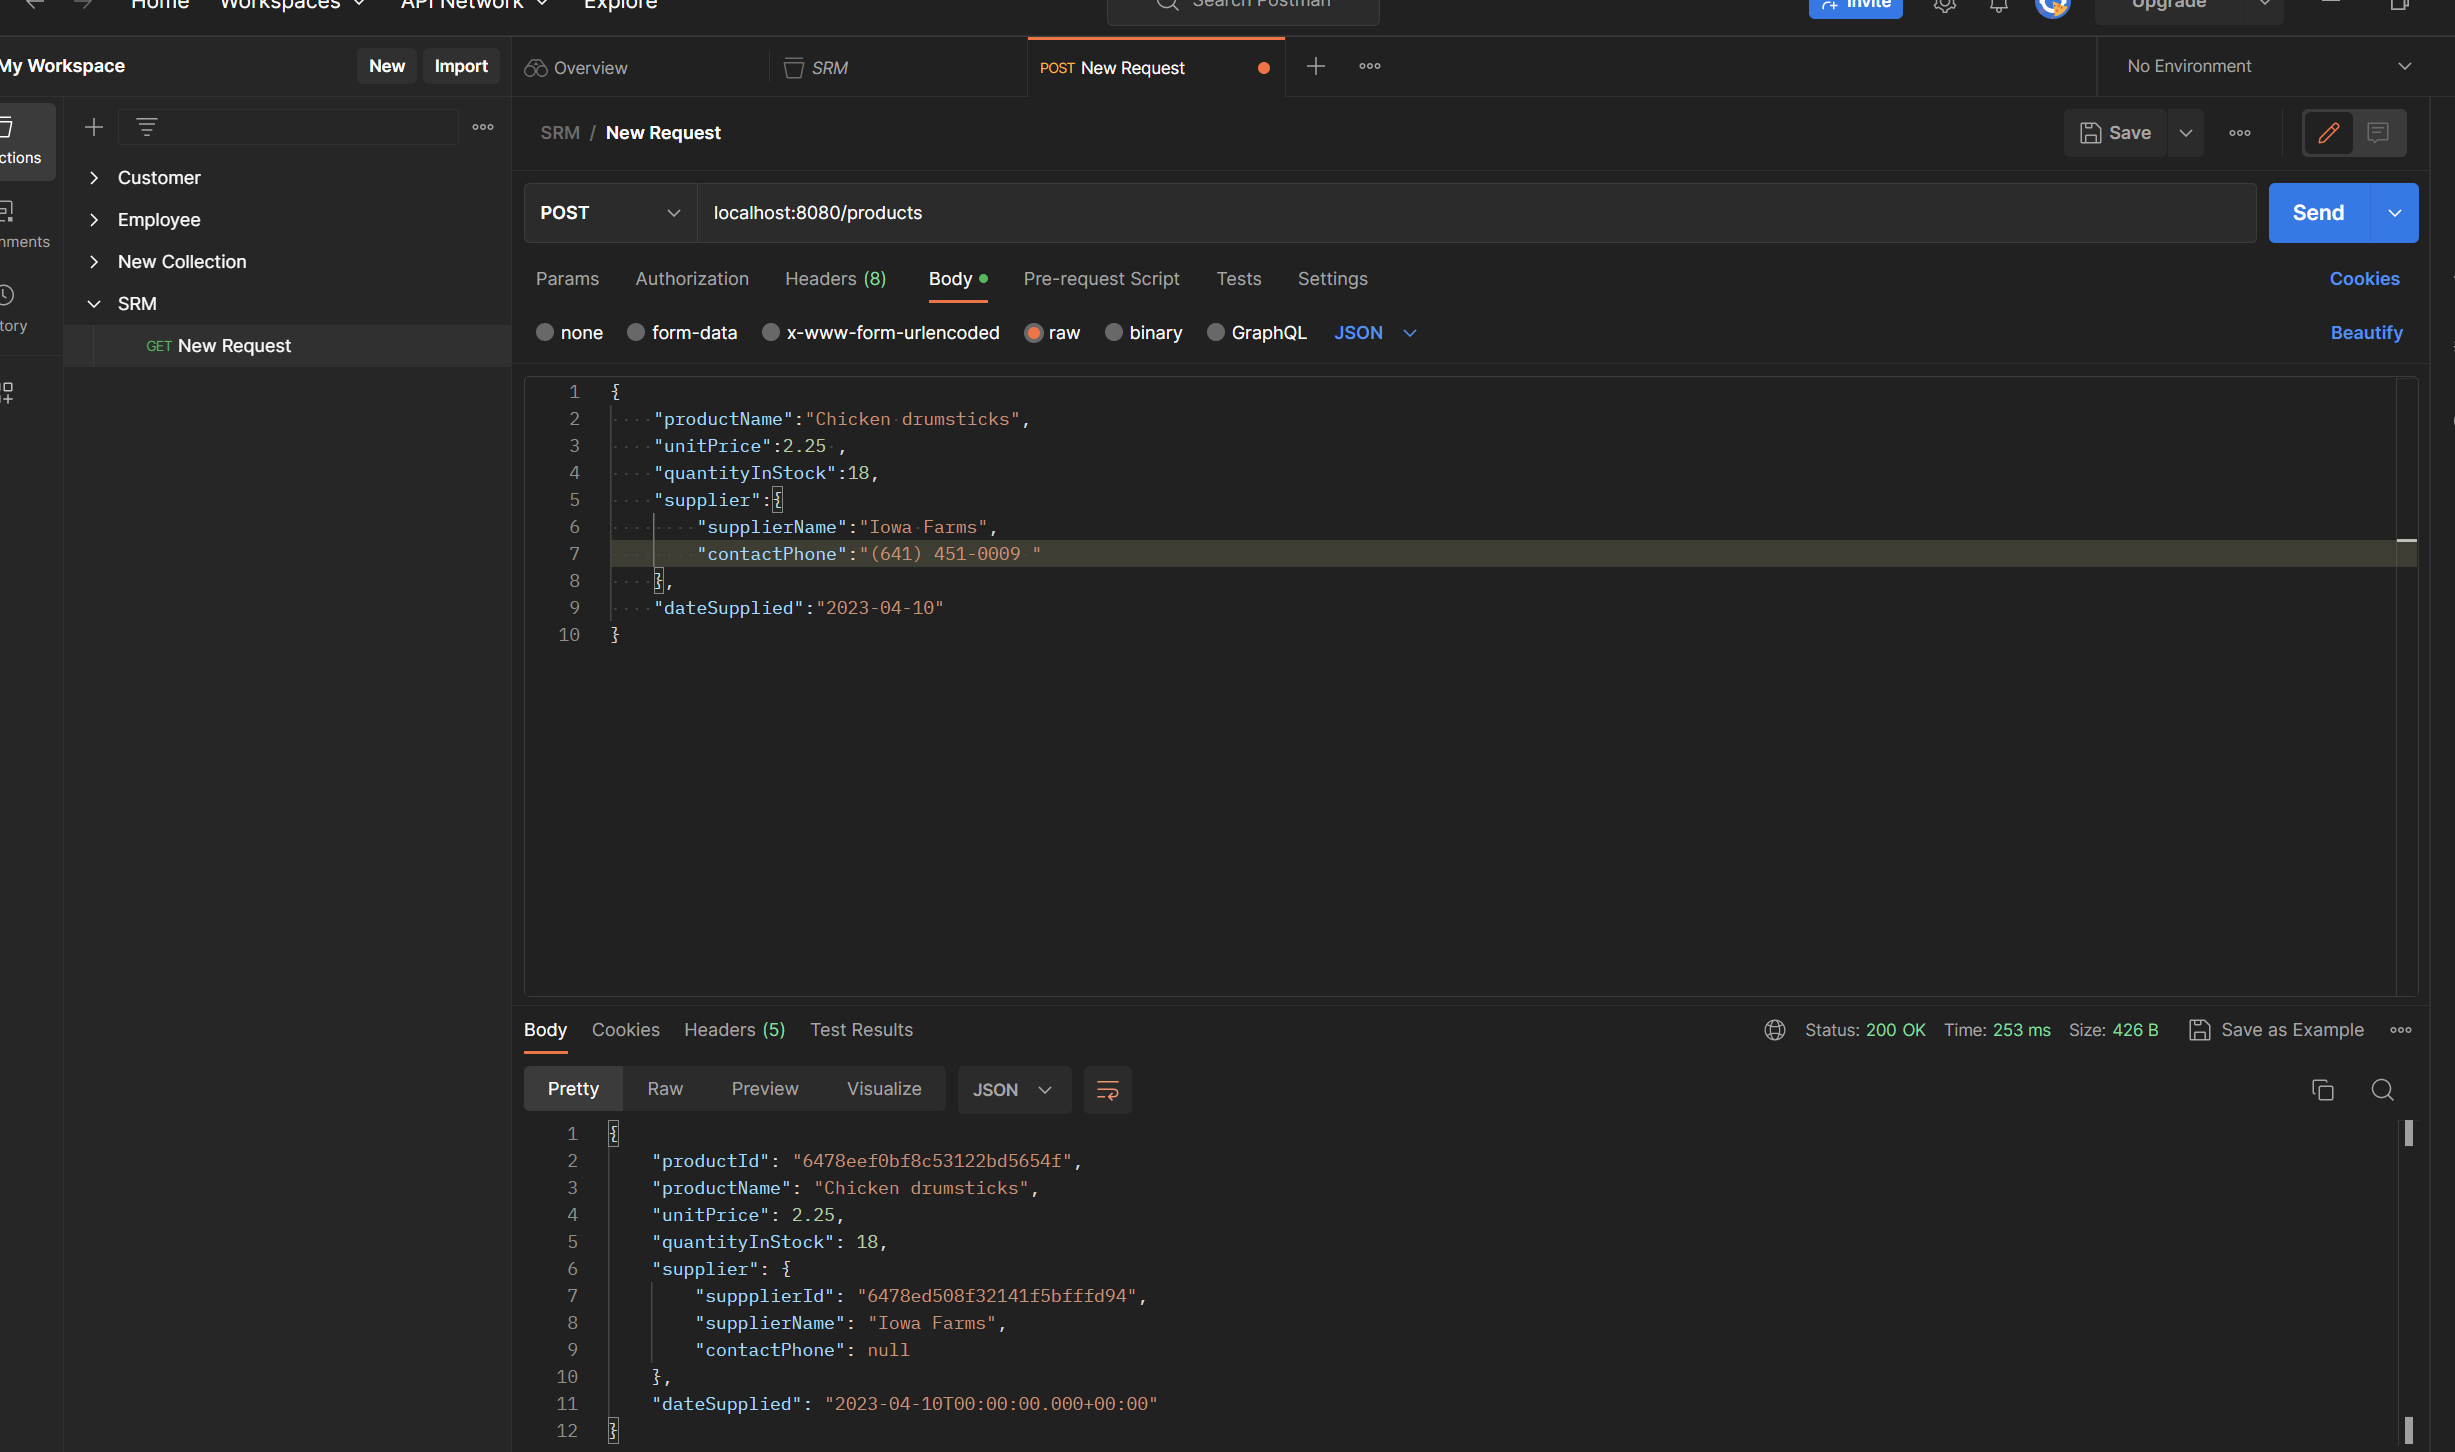 Home Workspaces API Network Explore Search Postman Invite Upgrade
My Workspace New Import Overview SRM POST New Request No Environment
SRM / New Request Save
ctions
Customer
Employee
nments
New Collection
SRM
tory
GET New Request
POST localhost:8080/products Send
Params Authorization Headers (8) Body Pre-request Script Tests Settings Cookies
none form-data x-www-form-urlencoded raw binary GraphQL JSON Beautify
1 {
2 "productName":"Chicken drumsticks",
3 "unitPrice":2.25 ,
4 "quantityInStock":18,
5 "supplier":{
6 "supplierName":"Iowa Farms",
7 "contactPhone":"(641) 451-0009 "
8 },
9 "dateSupplied":"2023-04-10"
10 }
Body Cookies Headers (5) Test Results Status: 200 OK Time: 253 ms Size: 426 B Save as Example
Pretty Raw Preview Visualize JSON
1 {
2 "productId": "6478eef0bf8c53122bd5654f",
3 "productName": "Chicken drumsticks",
4 "unitPrice": 2.25,
5 "quantityInStock": 18,
6 "supplier": {
7 "suppplierId": "6478ed508f32141f5bfffd94",
8 "supplierName": "Iowa Farms",
9 "contactPhone": null
10 },
11 "dateSupplied": "2023-04-10T00:00:00.000+00:00"
12 }